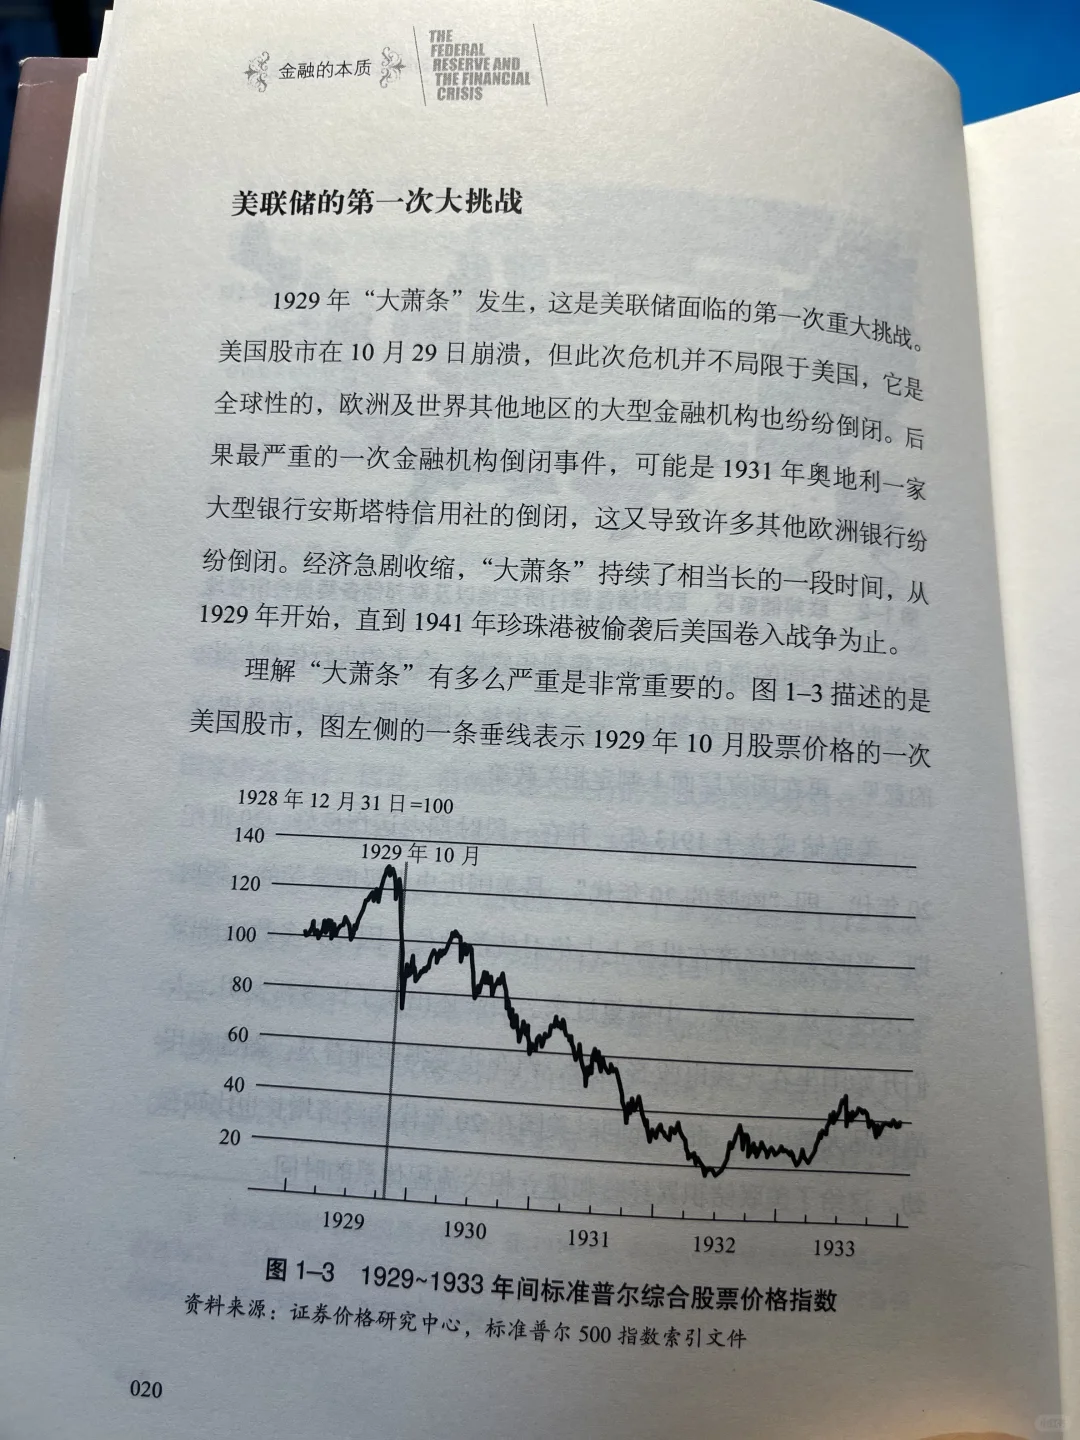 金融的本质
THE
FEDERAL
RESERVE AND
THE FINANCIAL
CRISIS
美联储的第一次大挑战
1929 年“大萧条”发生，这是美联储面临的第一次重大挑战。
美国股市在 10 月 29 日崩溃，但此次危机并不局限于美国，它是
全球性的，欧洲及世界其他地区的大型金融机构也纷纷倒闭。后
果最严重的一次金融机构倒闭事件，可能是 1931 年奥地利一家
大型银行安斯塔特信用社的倒闭，这又导致许多其他欧洲银行纷
纷倒闭。经济急剧收缩，“大萧条”持续了相当长的一段时间，从
1929 年开始，直到 1941 年珍珠港被偷袭后美国卷入战争为止。
理解“大萧条”有多么严重是非常重要的。图 1–3 描述的是
美国股市，图左侧的一条垂线表示 1929 年 10 月股票价格的一次
1928 年 12 月 31 日=100
140
1929 年 10 月
120
100
80
60
40
20
1929 1930 1931 1932 1933
图 1–3 1929~1933 年间标准普尔综合股票价格指数
资料来源：证券价格研究中心，标准普尔 500 指数索引文件
020